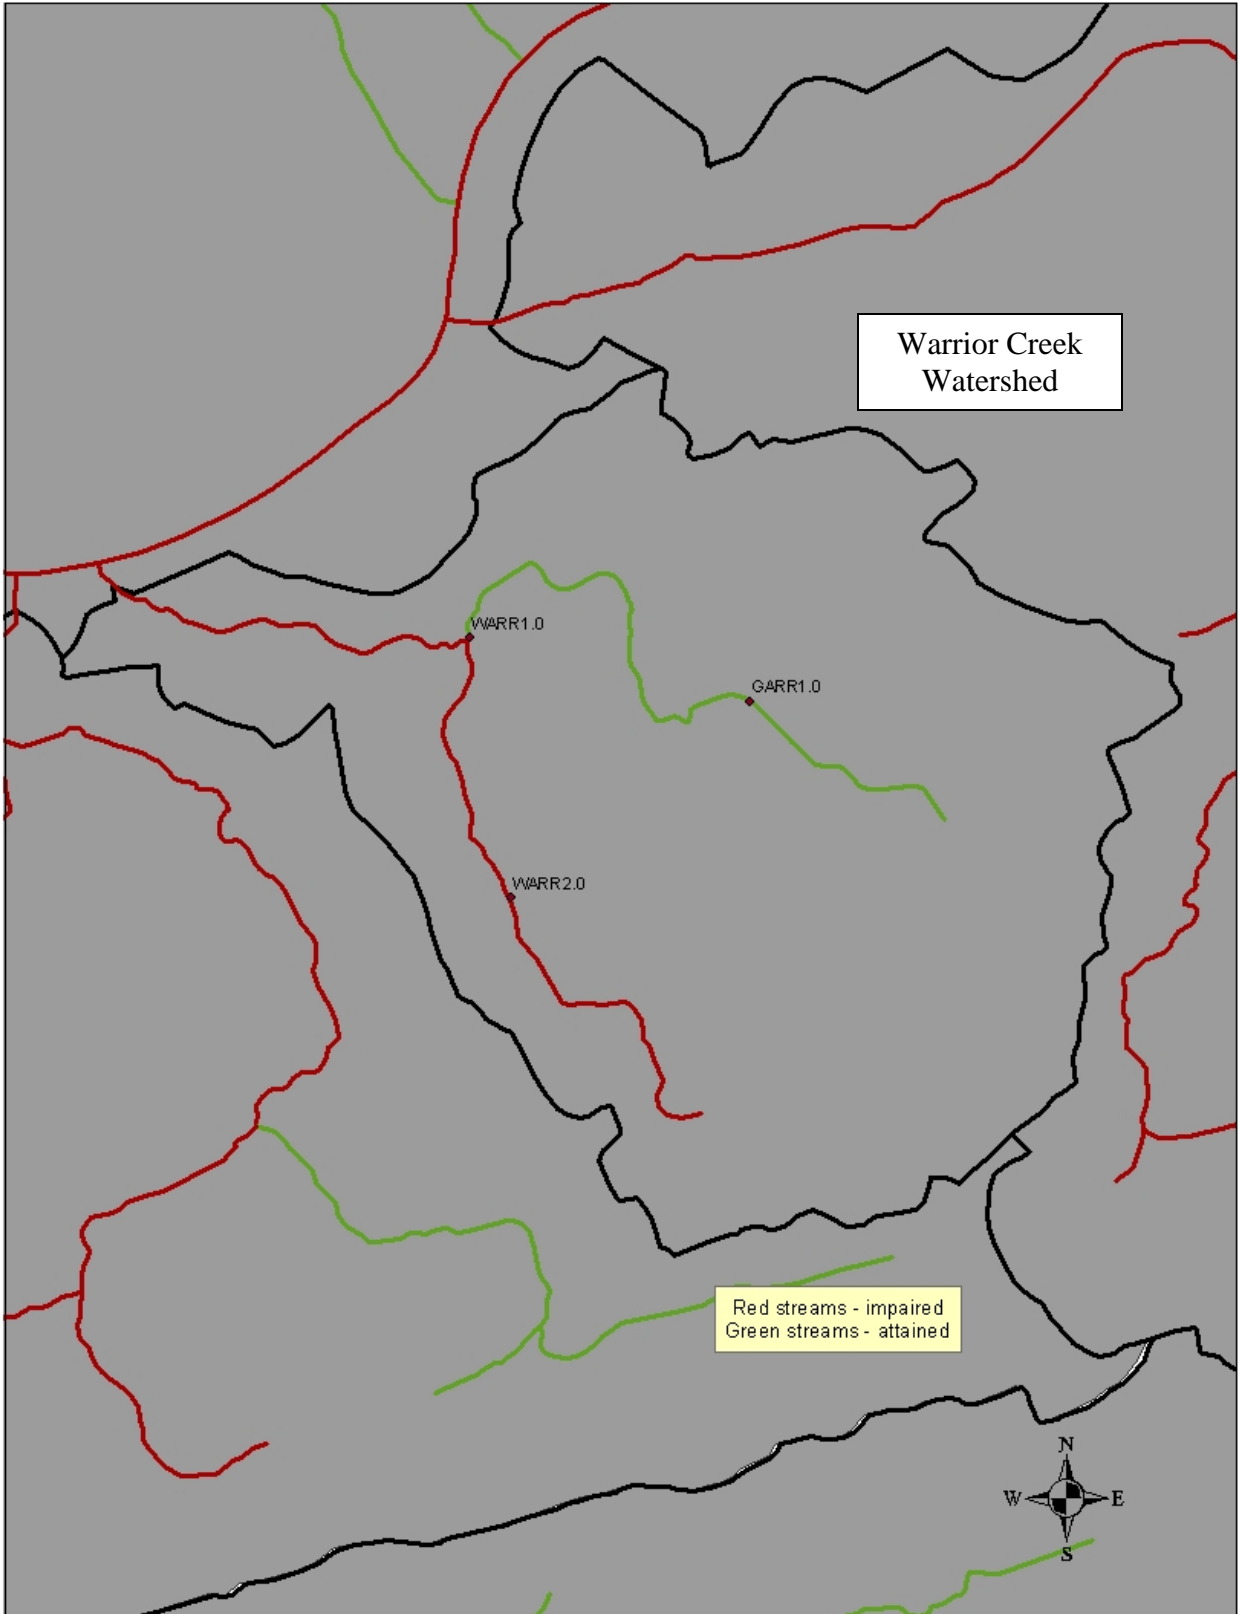 Warrior Creek
Watershed
WARR1.0
GARR1.0
WARR2.0
Red streams - impaired
Green streams - attained
N
W
E
S